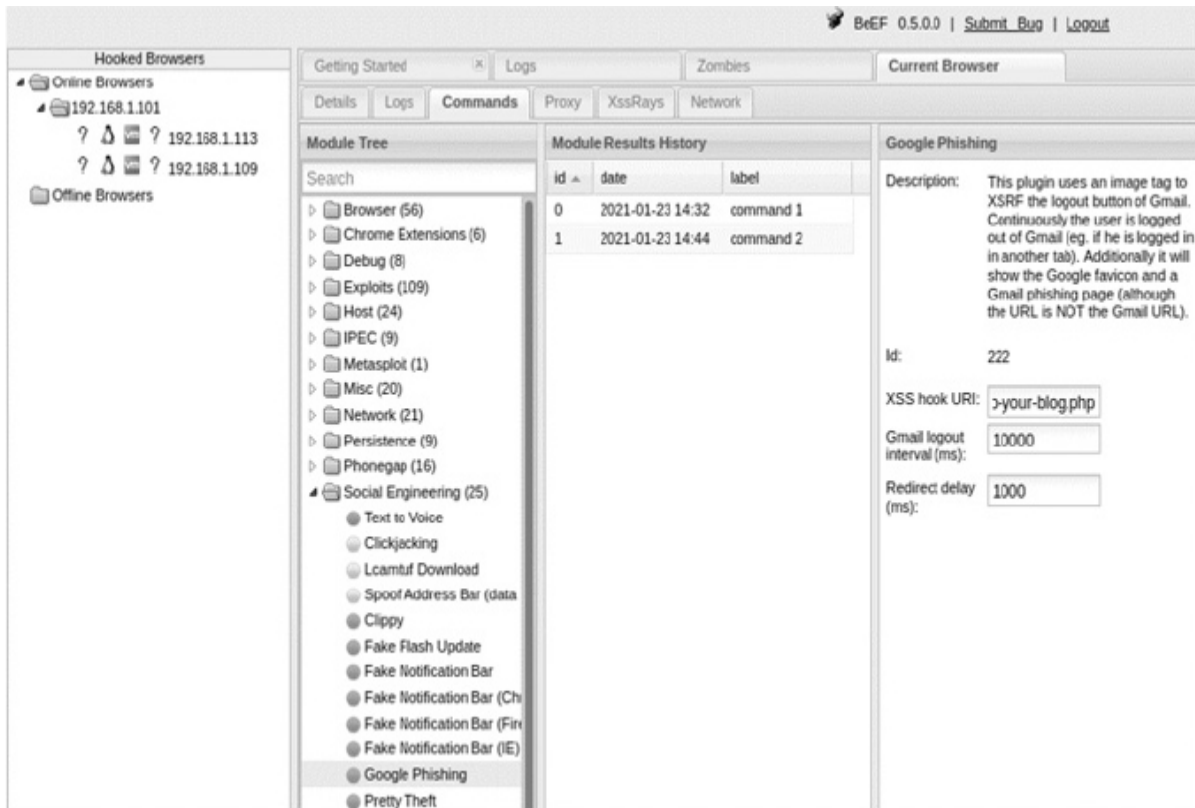 BeEF 0.5.0.0 | Submit Bug | Logout
Hooked Browsers
Online Browsers
192.168.1.101
? ? 192.168.1.113
? ? 192.168.1.109
Offline Browsers
Getting Started
Logs
Zombies
Current Browser
Details
Logs
Commands
Proxy
XssRays
Network
Module Tree
Search
Browser (56)
Chrome Extensions (6)
Debug (8)
Exploits (109)
Host (24)
IPEC (9)
Metasploit (1)
Misc (20)
Network (21)
Persistence (9)
Phonegap (16)
Social Engineering (25)
Text to Voice
Clickjacking
Lcamtuf Download
Spoof Address Bar (data
Clippy
Fake Flash Update
Fake Notification Bar
Fake Notification Bar (Ch
Fake Notification Bar (Fire
Fake Notification Bar (IE)
Google Phishing
Pretty Theft
Module Results History
id date label
0 2021-01-23 14:32 command 1
1 2021-01-23 14:44 command 2
Google Phishing
Description: This plugin uses an image tag to
XSRF the logout button of Gmail.
Continuously the user is logged
out of Gmail (eg. if he is logged in
in another tab). Additionally it will
show the Google favicon and a
Gmail phishing page (although
the URL is NOT the Gmail URL).
Id: 222
XSS hook URI: -your-blog.php
Gmail logout
interval (ms): 10000
Redirect delay
(ms): 1000